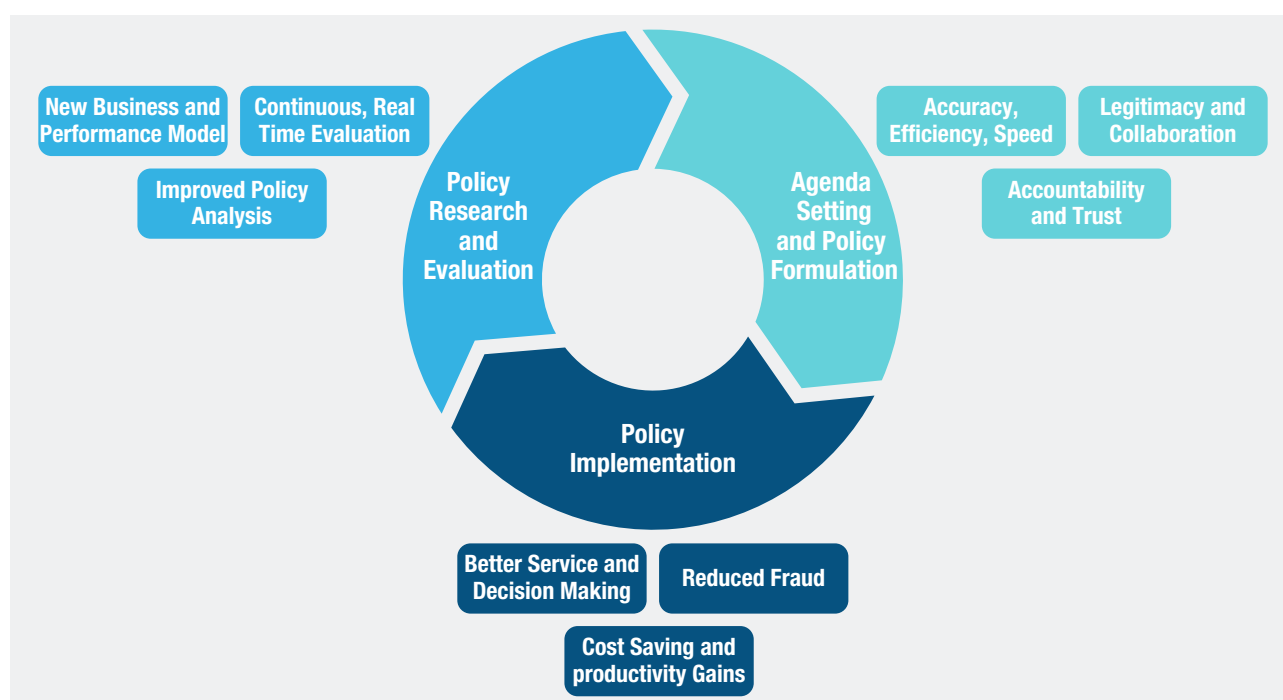 New Business and
Performance Model
Continuous, Real
Time Evaluation
Improved Policy
Analysis
Policy
Research
and
Evaluation
Agenda
Setting
and Policy
Formulation
Accuracy,
Efficiency, Speed
Legitimacy and
Collaboration
Accountability
and Trust
Policy
Implementation
Better Service and
Decision Making
Reduced Fraud
Cost Saving and
productivity Gains